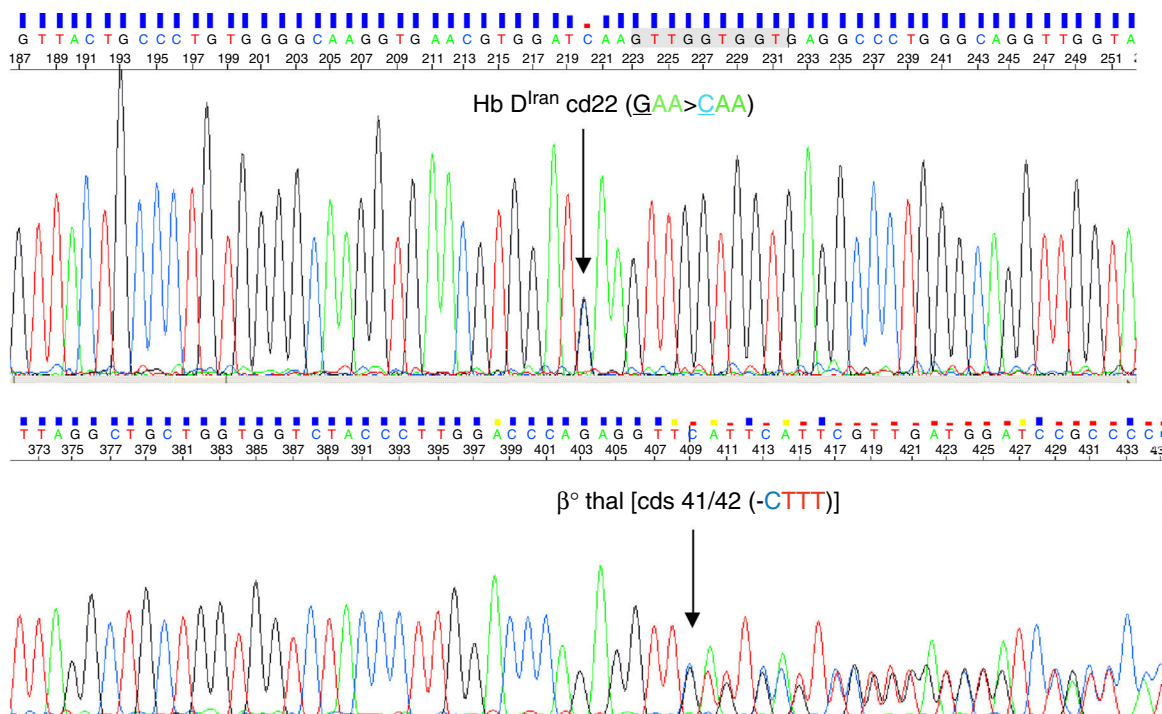 G T T A C T G C C C T G T G G G G C A A G G T G A A C G T G G A T C A A G T T G G T G G T G A G G C C C T G G G C A G G T T G G T A
187 189 191 193 195 197 199 201 203 205 207 209 211 213 215 217 219 221 223 225 227 229 231 233 235 237 239 241 243 245 247 249 251
Hb D^Iran cd22 (GAA>CAA)
T T A G G C T G C T G G T G G T C T A C C C T T G G A C C C A G A G G T T C A T T C A T T C G T T G A T G G A T C C G C C C C
373 375 377 379 381 383 385 387 389 391 393 395 397 399 401 403 405 407 409 411 413 415 417 419 421 423 425 427 429 431 433
β° thal [cds 41/42 (-CTTT)]